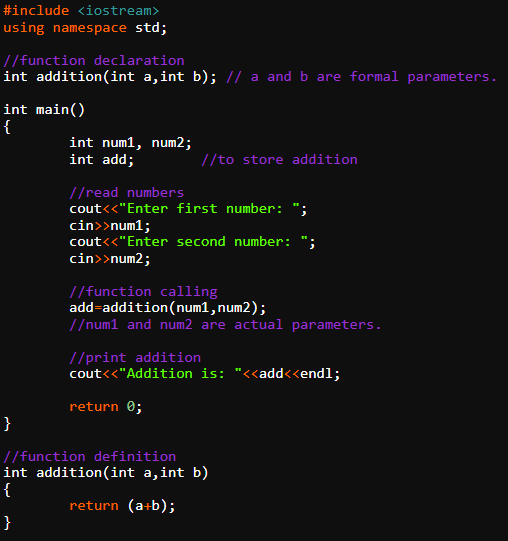 #include <iostream>
using namespace std;
//function declaration
int addition(int a,int b); // a and b are formal parameters.
int main()
{
int num1, num2;
int add; //to store addition
//read numbers
cout<<"Enter first number: ";
cin>>num1;
cout<<"Enter second number: ";
cin>>num2;
//function calling
add=addition(num1,num2);
//num1 and num2 are actual parameters.
//print addition
cout<<"Addition is: "<<add<<endl;
return 0;
}
//function definition
int addition(int a,int b)
{
return (a+b);
}